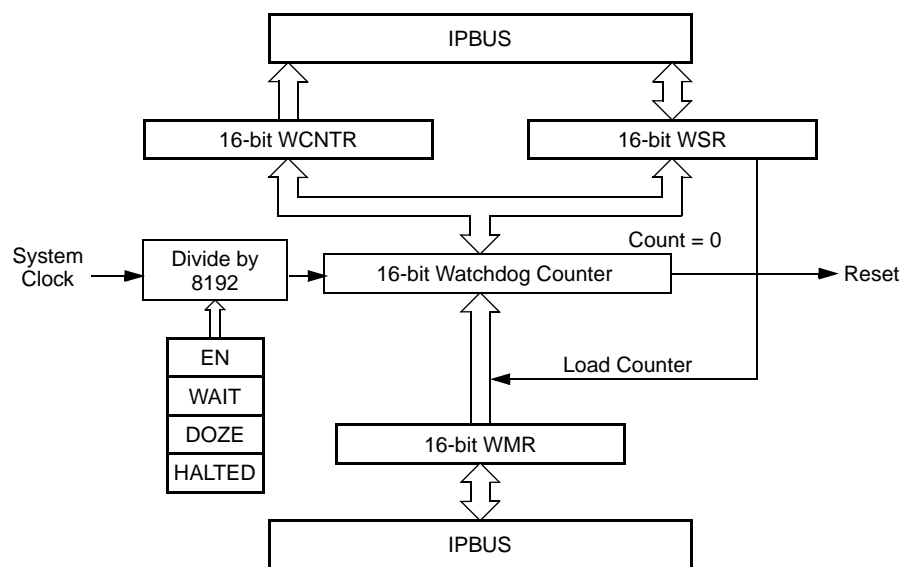 IPBUS
16-bit WCNTR
16-bit WSR
Count = 0
System
Clock
Divide by
8192
16-bit Watchdog Counter
Reset
EN
WAIT
DOZE
HALTED
Load Counter
16-bit WMR
IPBUS